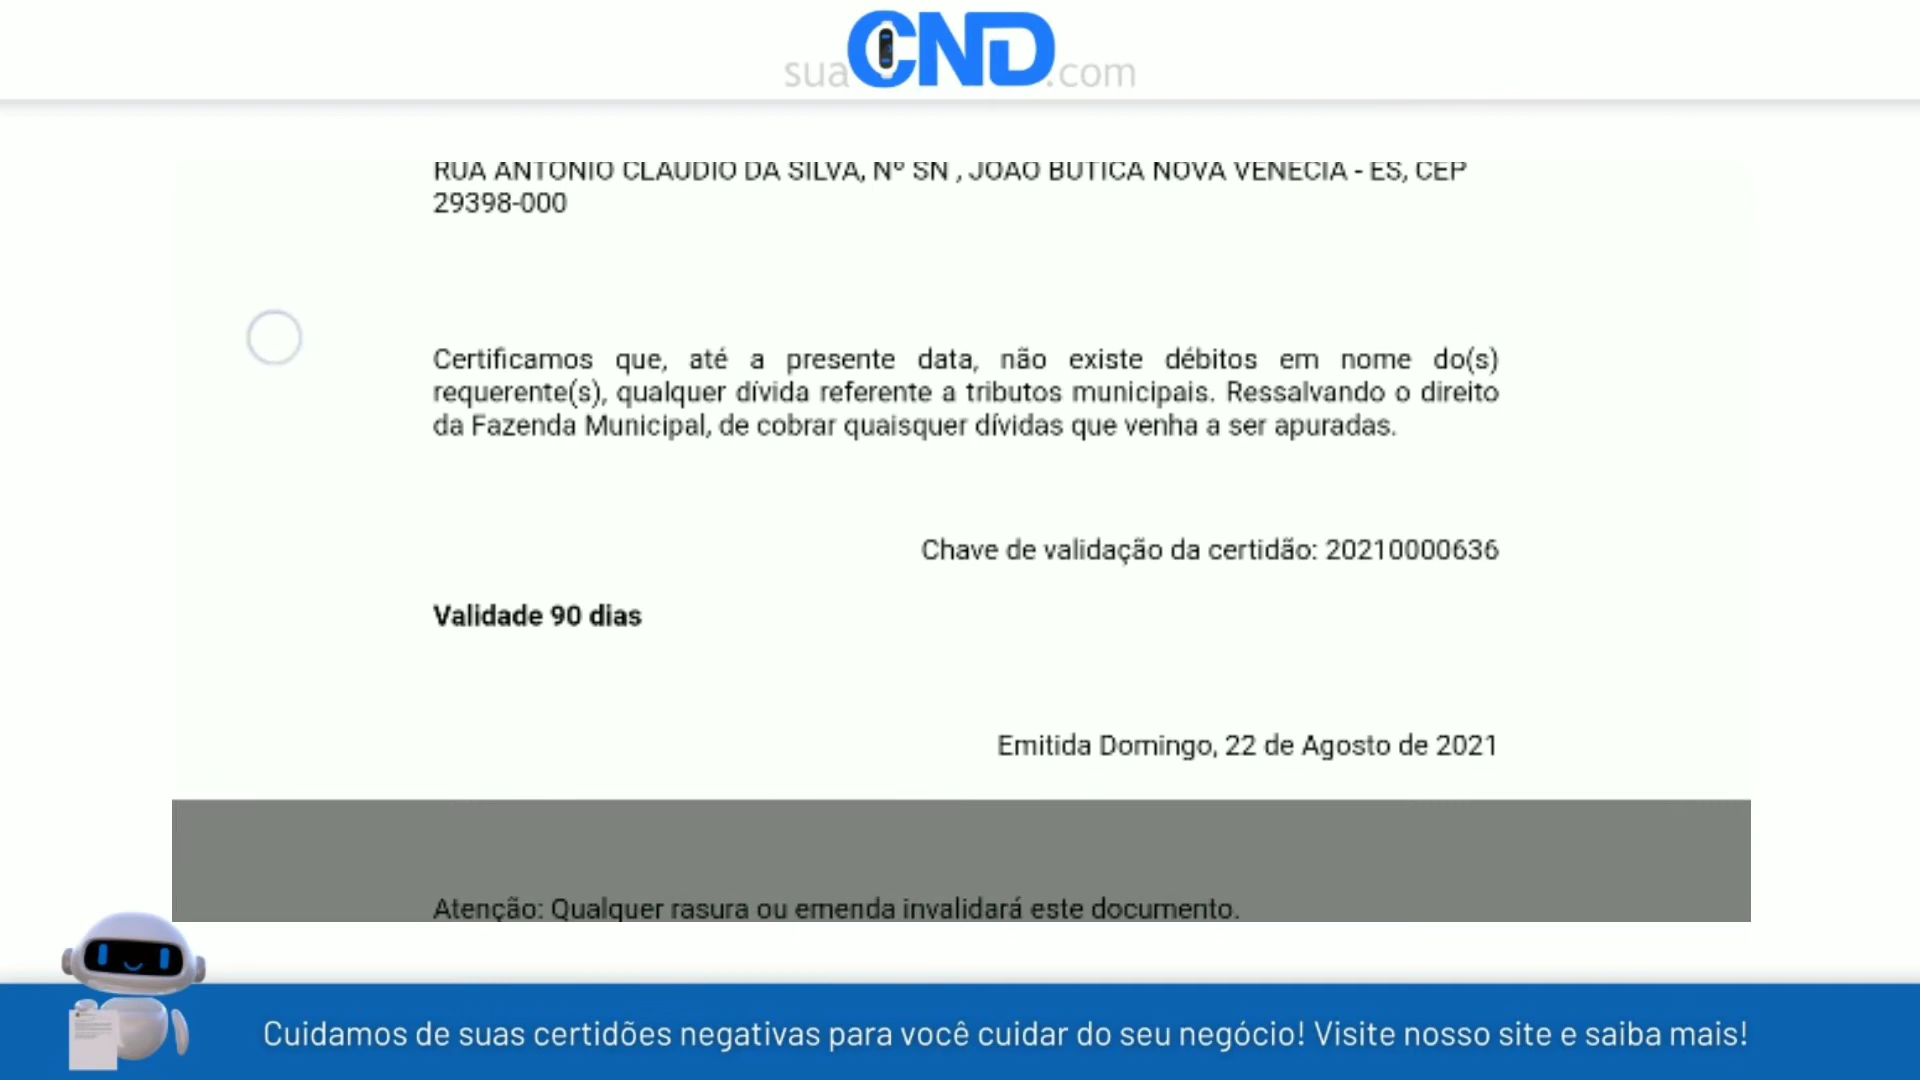 suaCND.com
RUA ANTONIO CLAUDIO DA SILVA, Nº SN , JOAO BUTICA NOVA VENECIA - ES, CEP
29398-000
Certificamos que, até a presente data, não existe débitos em nome do(s)
requerente(s), qualquer dívida referente a tributos municipais. Ressalvando o direito
da Fazenda Municipal, de cobrar quaisquer dívidas que venha a ser apuradas.
Chave de validação da certidão: 20210000636
Validade 90 dias
Emitida Domingo, 22 de Agosto de 2021
Atenção: Qualquer rasura ou emenda invalidará este documento.
Cuidamos de suas certidões negativas para você cuidar do seu negócio! Visite nosso site e saiba mais!